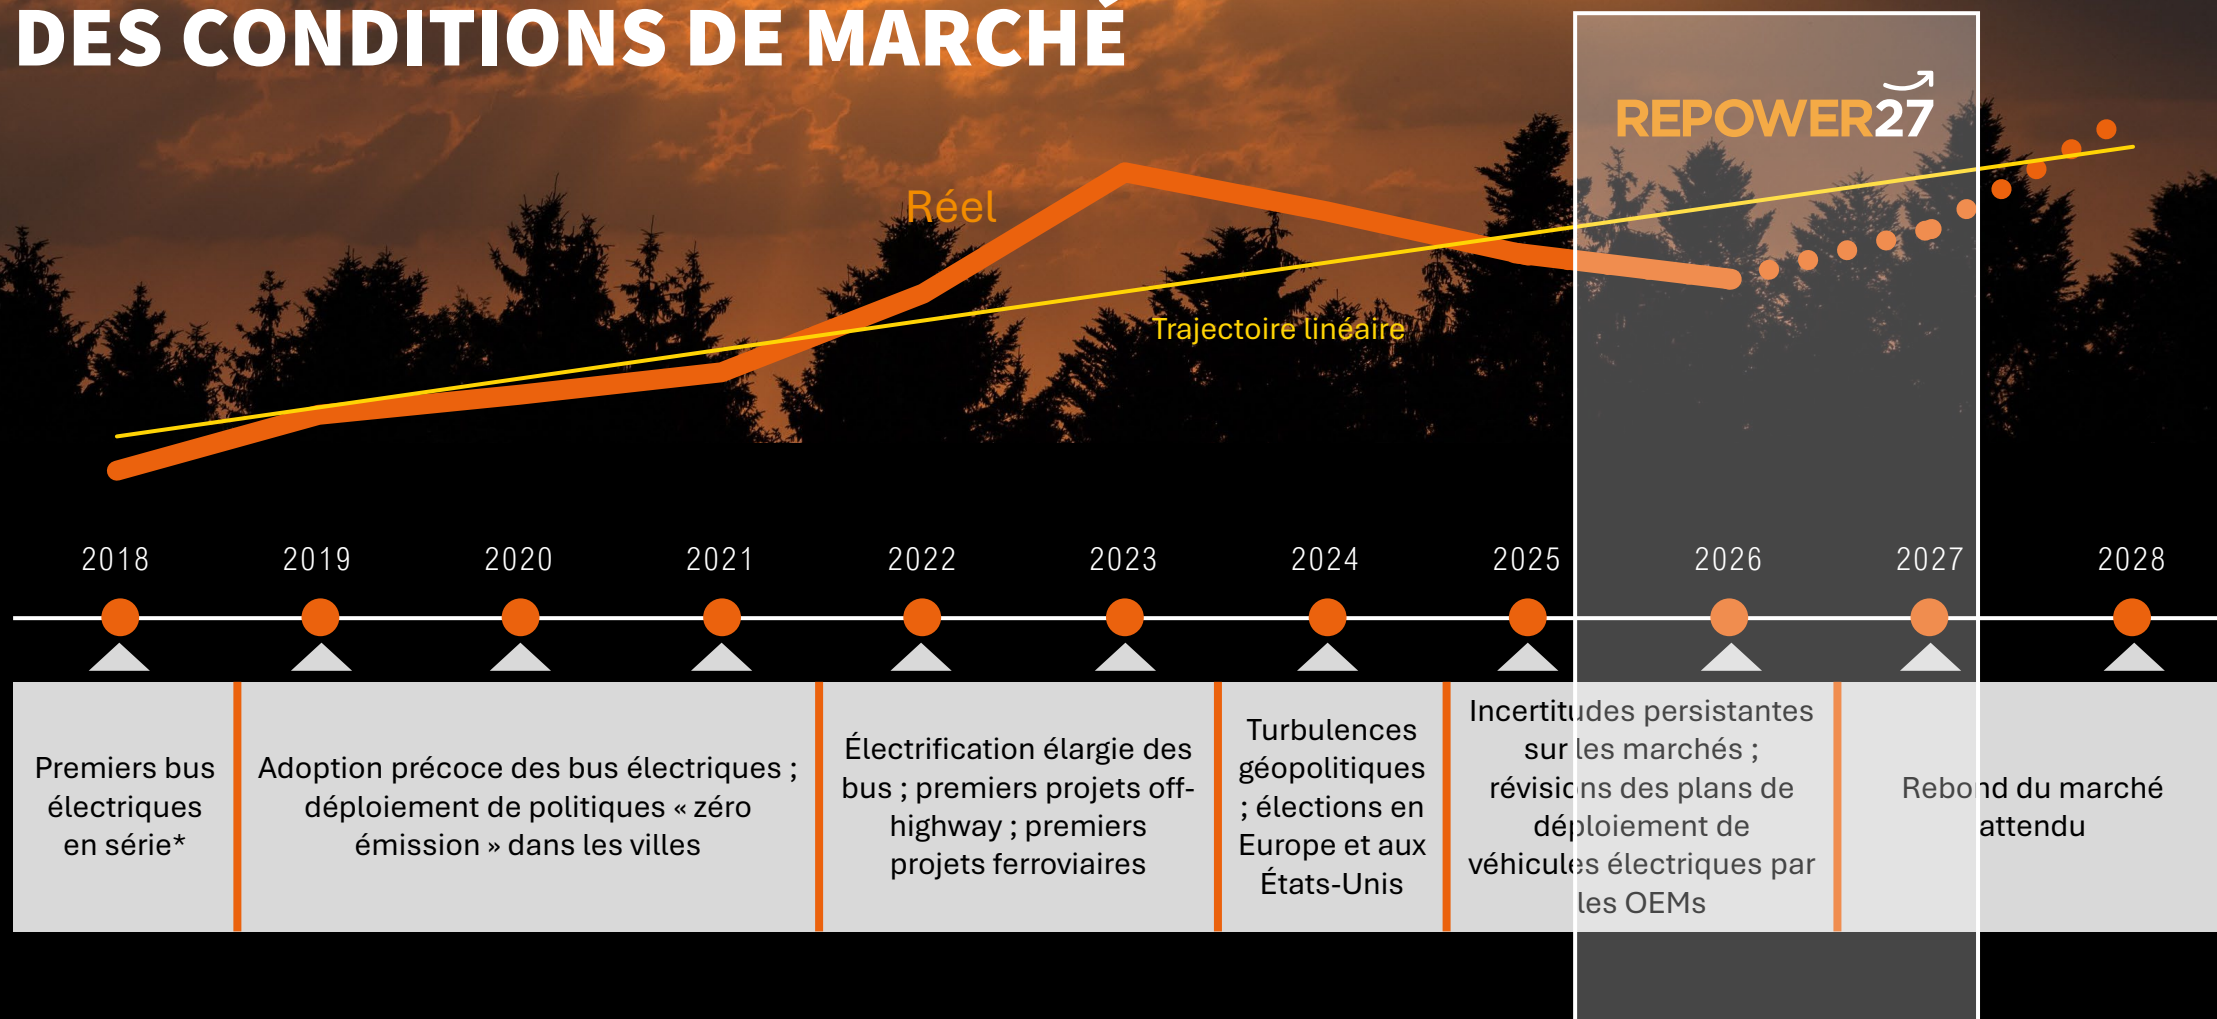 DES CONDITIONS DE MARCHÉ
REPOWER27
Réel
Trajectoire linéaire
2018
2019
2020
2021
2022
2023
2024
2025
2026
2027
2028
Premiers bus
électriques
en série*
Adoption précoce des bus électriques ;
déploiement de politiques « zéro
émission » dans les villes
Électrification élargie des
bus ; premiers projets off-
highway ; premiers
projets ferroviaires
Turbulences
géopolitiques
; élections en
Europe et aux
États-Unis
Incertitudes persistantes
sur les marchés ;
révisions des plans de
déploiement de
véhicules électriques par
les OEMs
Rebond du marché
attendu